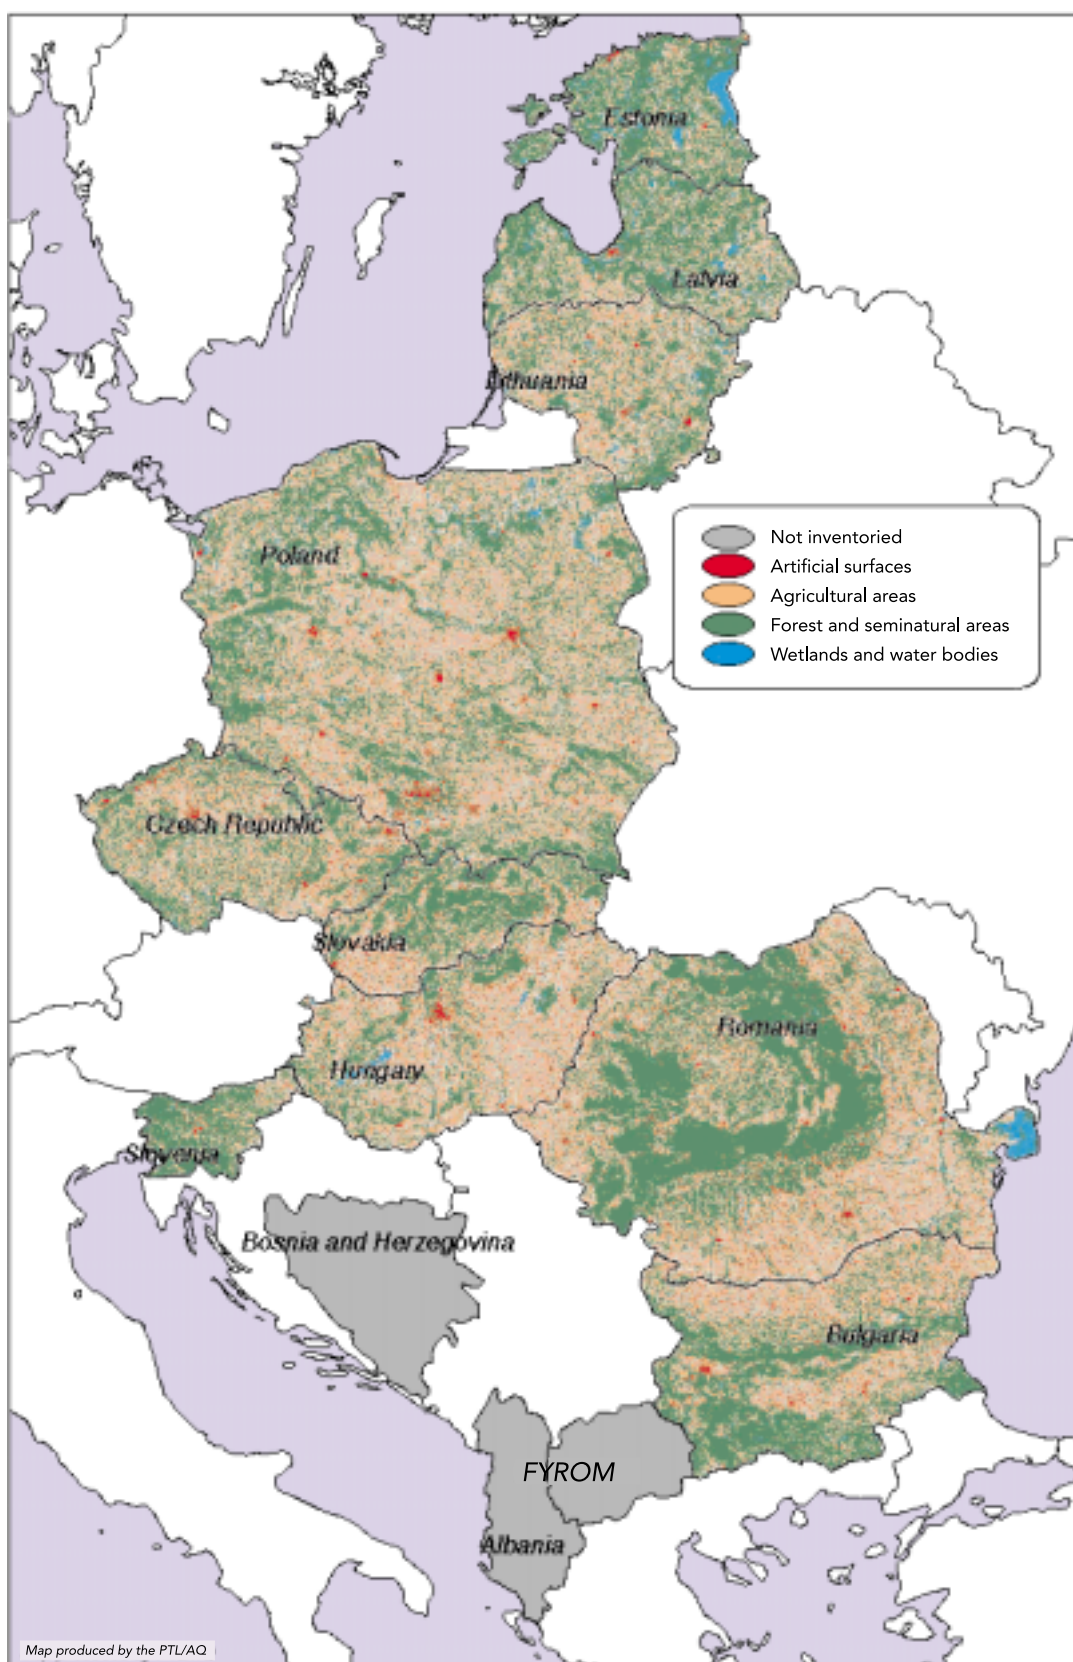 Estonia
Latvia
Lithuania
Not inventoried
Artificial surfaces
Agricultural areas
Forest and seminatural areas
Wetlands and water bodies
Poland
Czech Republic
Slovakia
Romania
Hungary
Slovenia
Bosnia and Herzegovina
Bulgaria
FYROM
Albania
Map produced by the PTL/AQ